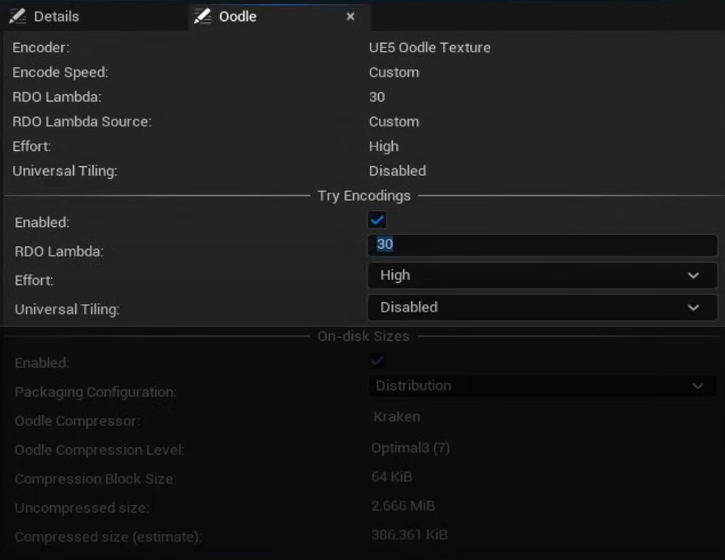 Details
Oodle
Encoder: UE5 Oodle Texture
Encode Speed: Custom
RDO Lambda: 30
RDO Lambda Source: Custom
Effort: High
Universal Tiling: Disabled
Try Encodings
Enabled:
RDO Lambda: 30
Effort: High
Universal Tiling: Disabled
On-disk Sizes
Enabled:
Packaging Configuration: Distribution
Oodle Compressor: Kraken
Oodle Compression Level: Optimal3 (7)
Compression Block Size: 64 KiB
Uncompressed size: 2.666 MiB
Compressed size (estimate): 386.361 KiB